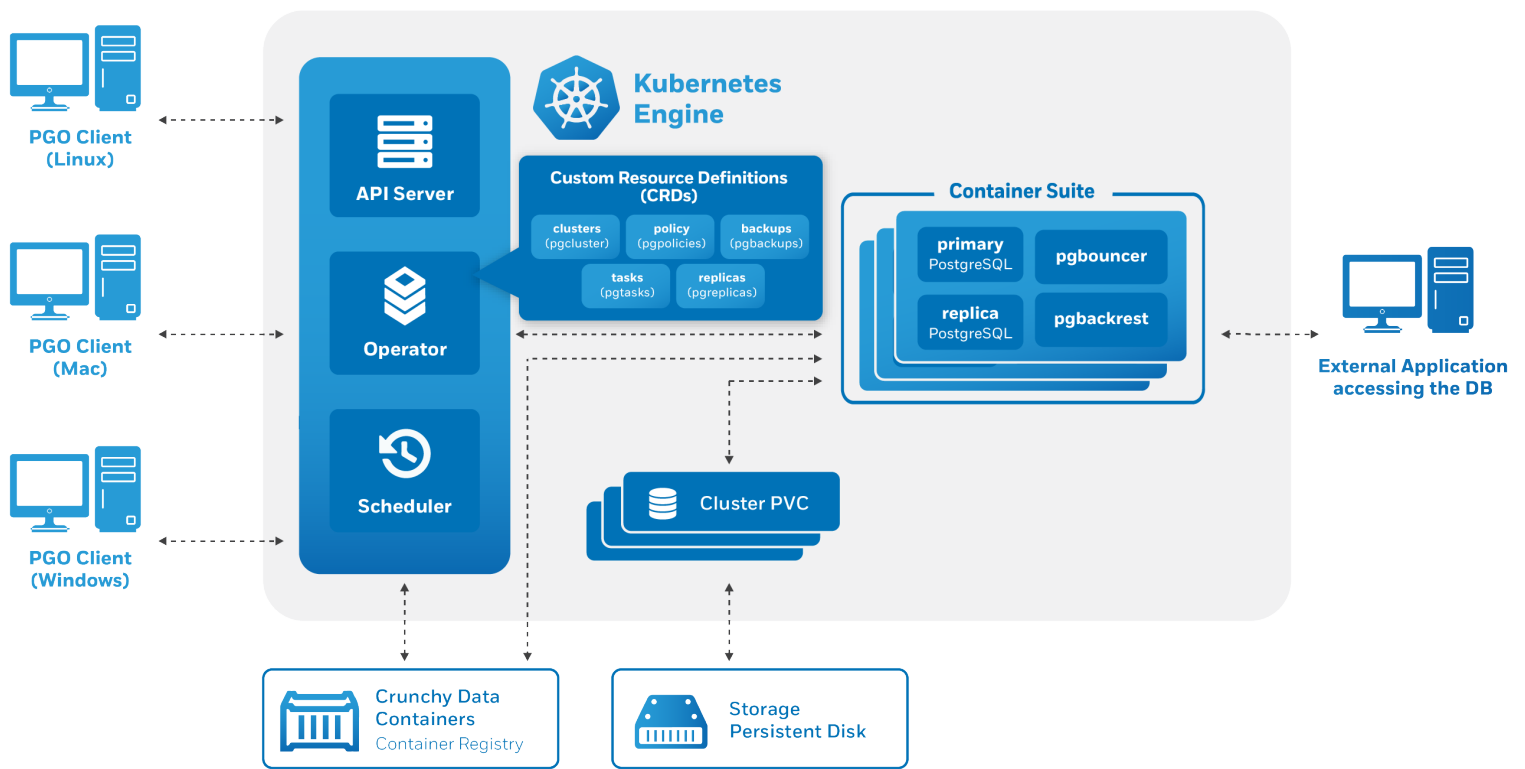 PGO Client
(Linux)
PGO Client
(Mac)
PGO Client
(Windows)
API Server
Operator
Scheduler
Kubernetes
Engine
Custom Resource Definitions
(CRDs)
clusters
(pgcluster)
policy
(pgpolicies)
backups
(pgbackups)
tasks
(pgtasks)
replicas
(pgreplicas)
Container Suite
primary
PostgreSQL
pgbouncer
replica
PostgreSQL
pgbackrest
External Application
accessing the DB
Cluster PVC
Crunchy Data
Containers
Container Registry
Storage
Persistent Disk